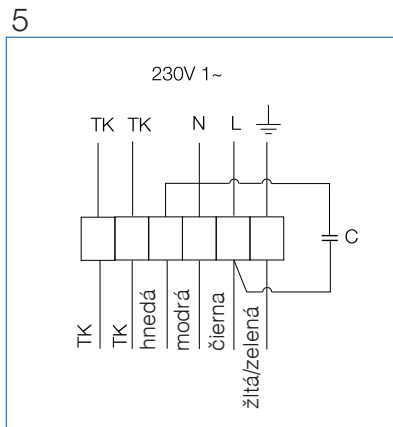 5
230V 1~
TK TK N L
C
TK
TK
hnedá
modrá
čierna
žltá/zelená